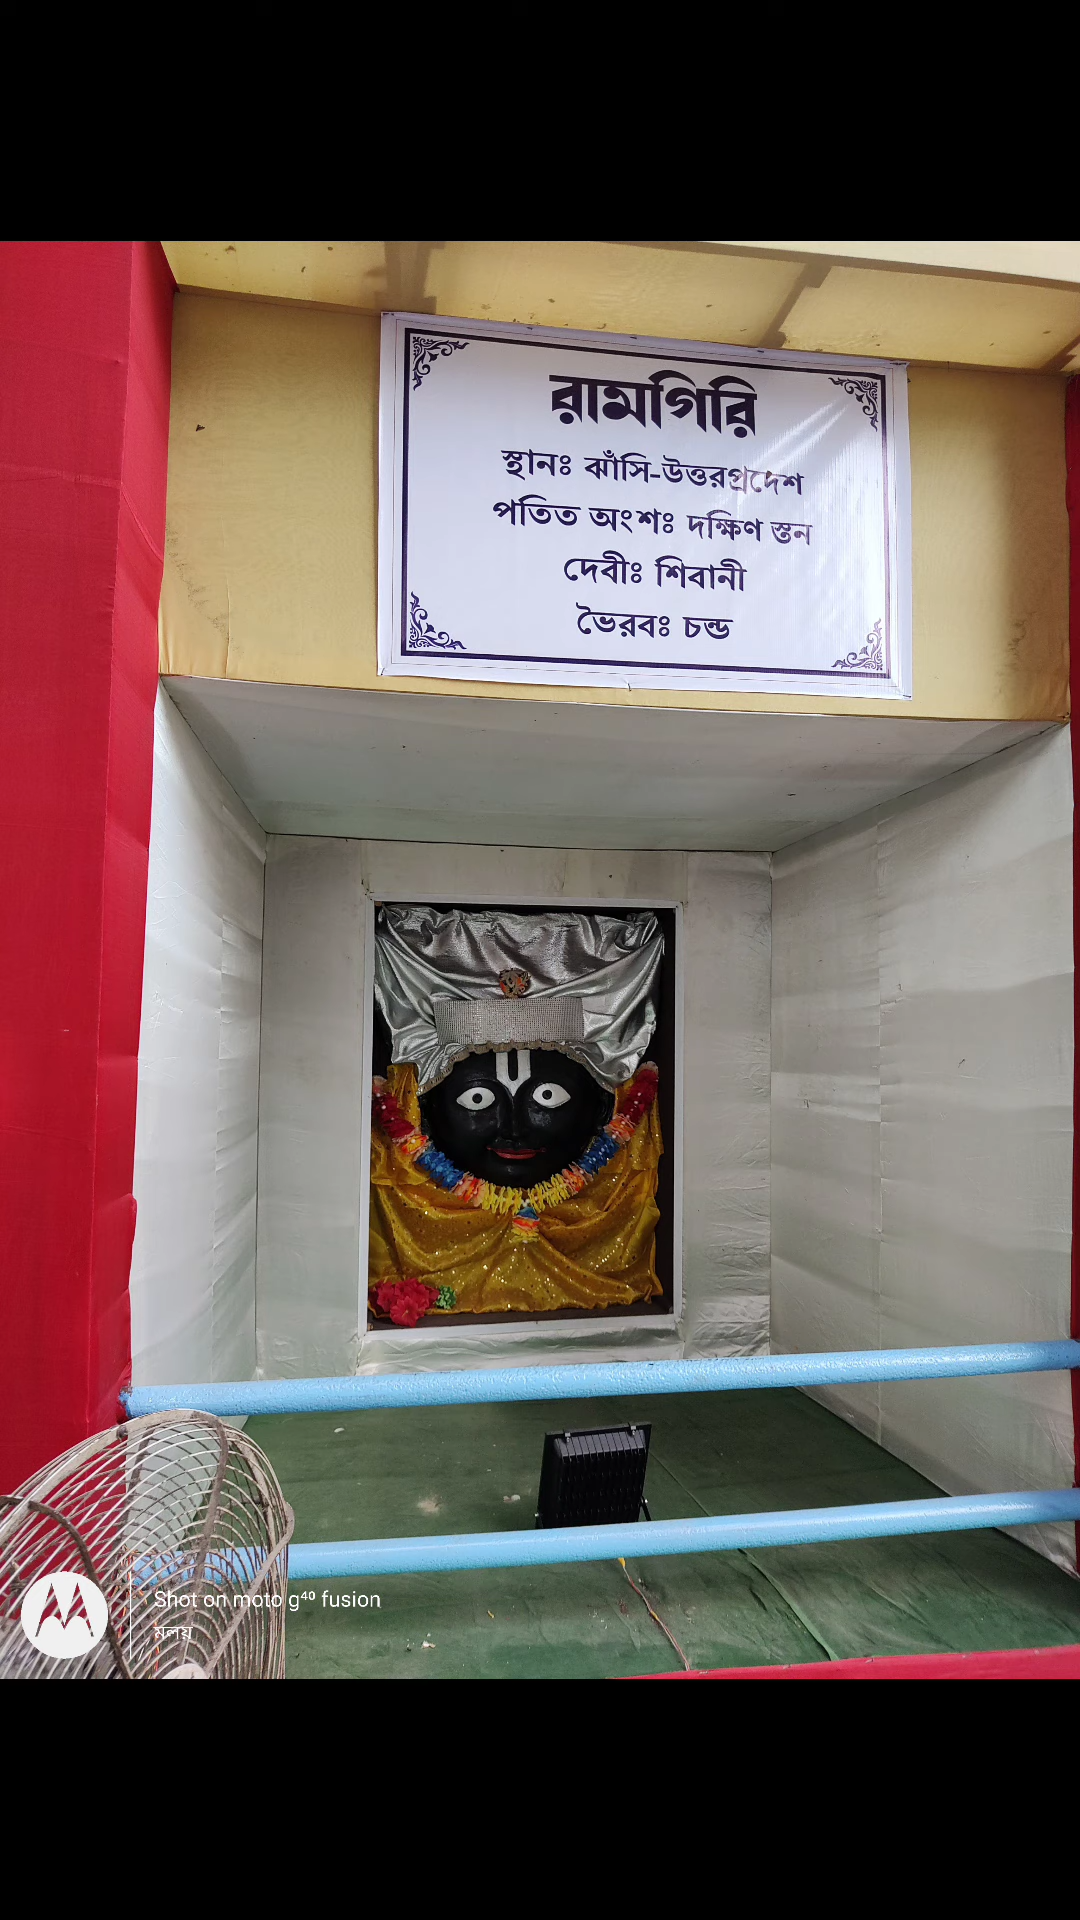 রামগিরি
স্থানঃ ঝাঁসি-উত্তরপ্রদেশ
পতিত অংশঃ দক্ষিণ স্তন
দেবীঃ শিবানী
ভৈরবঃ চন্ড
Shot on moto g⁴⁰ fusion
মলয়